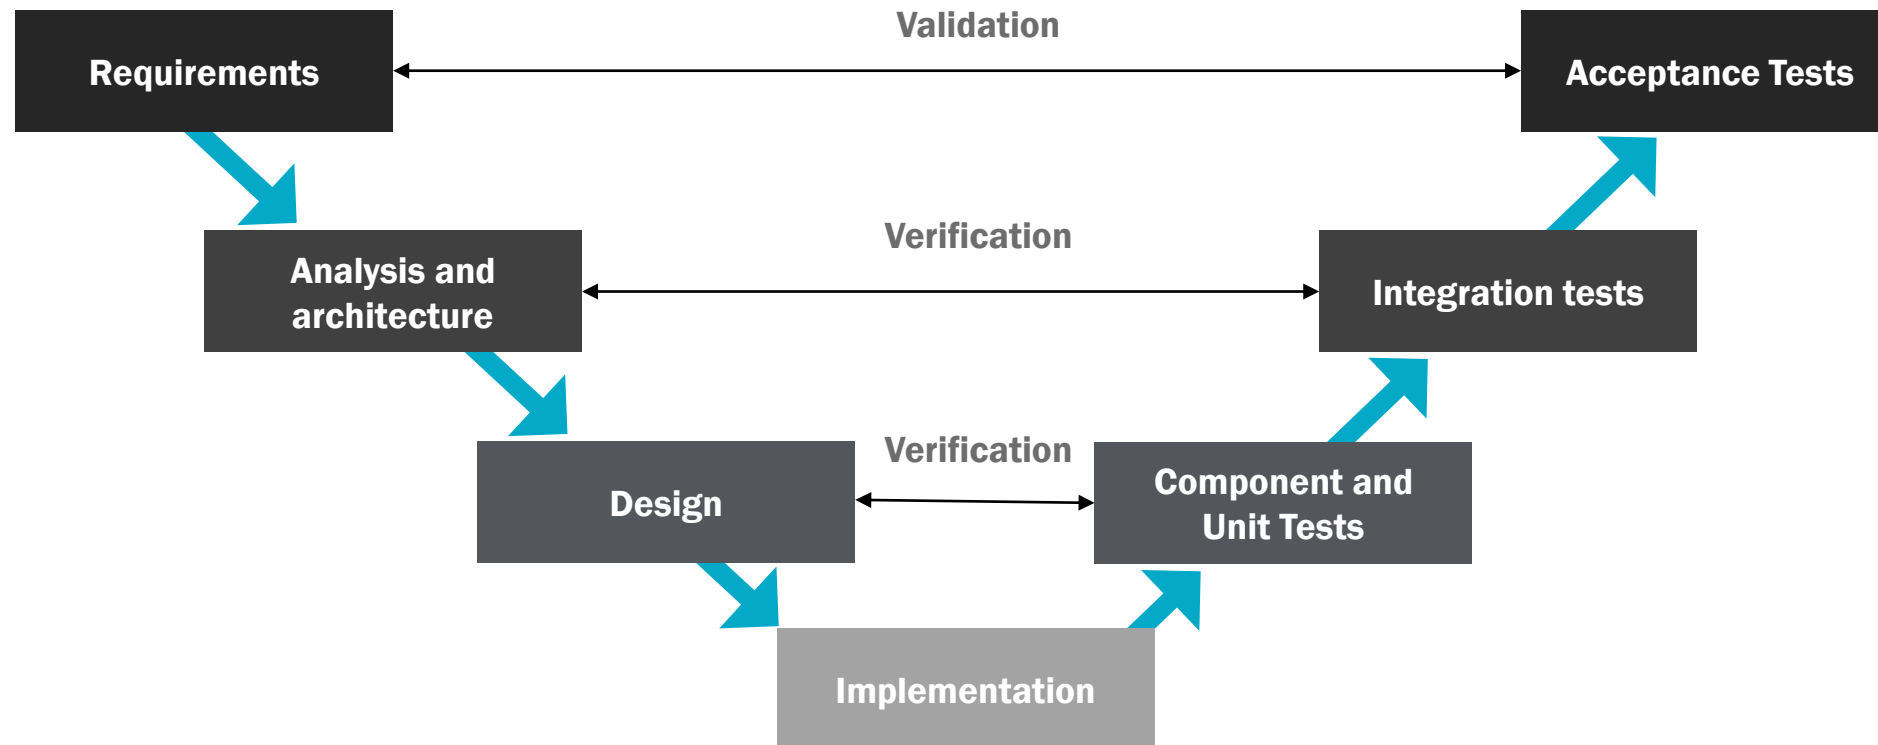 Validation
Requirements
Acceptance Tests
Verification
Analysis and
architecture
Integration tests
Verification
Design
Component and
Unit Tests
Implementation